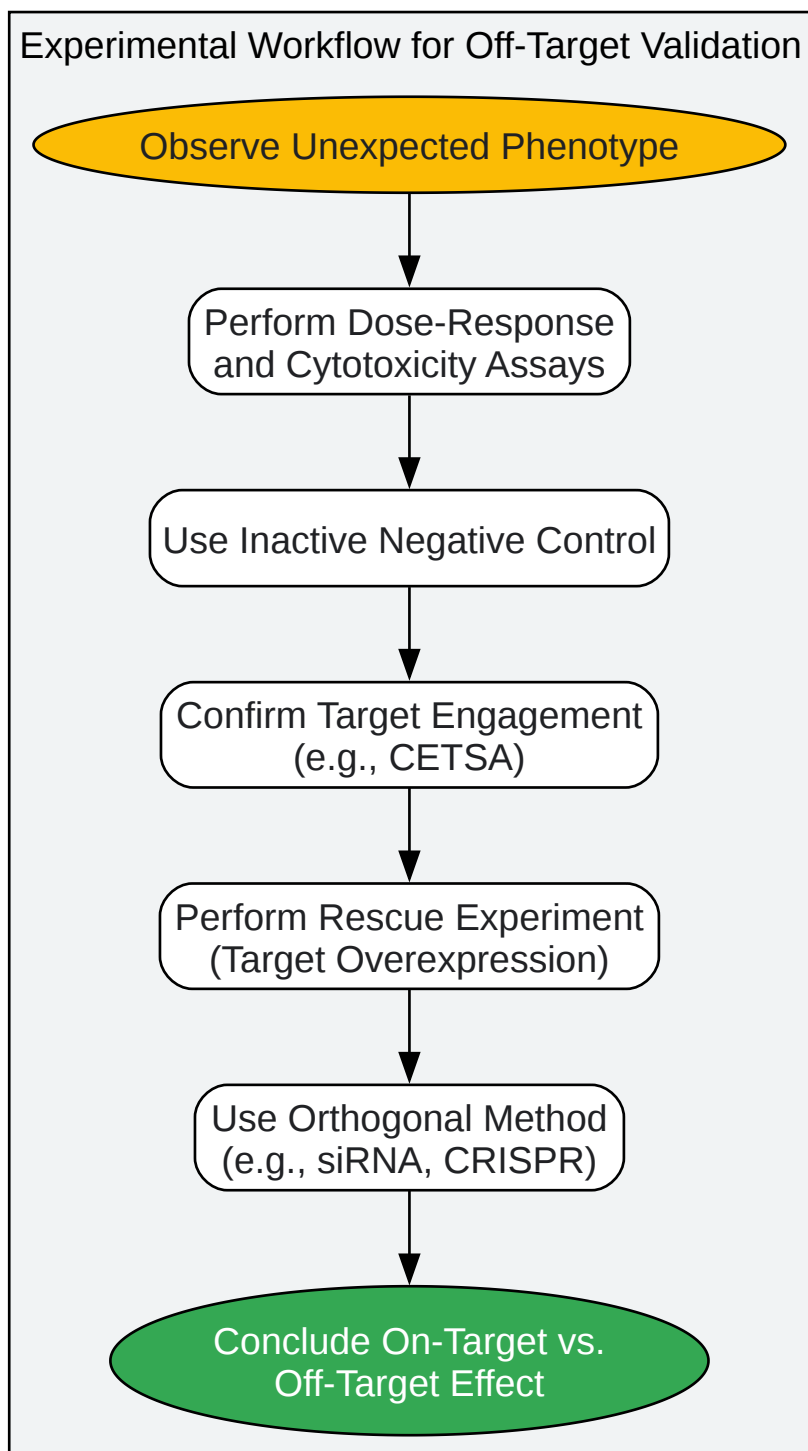 Experimental Workflow for Off-Target Validation
Observe Unexpected Phenotype
Perform Dose-Response
and Cytotoxicity Assays
Use Inactive Negative Control
Confirm Target Engagement
(e.g., CETSA)
Perform Rescue Experiment
(Target Overexpression)
Use Orthogonal Method
(e.g., siRNA, CRISPR)
Conclude On-Target vs.
Off-Target Effect